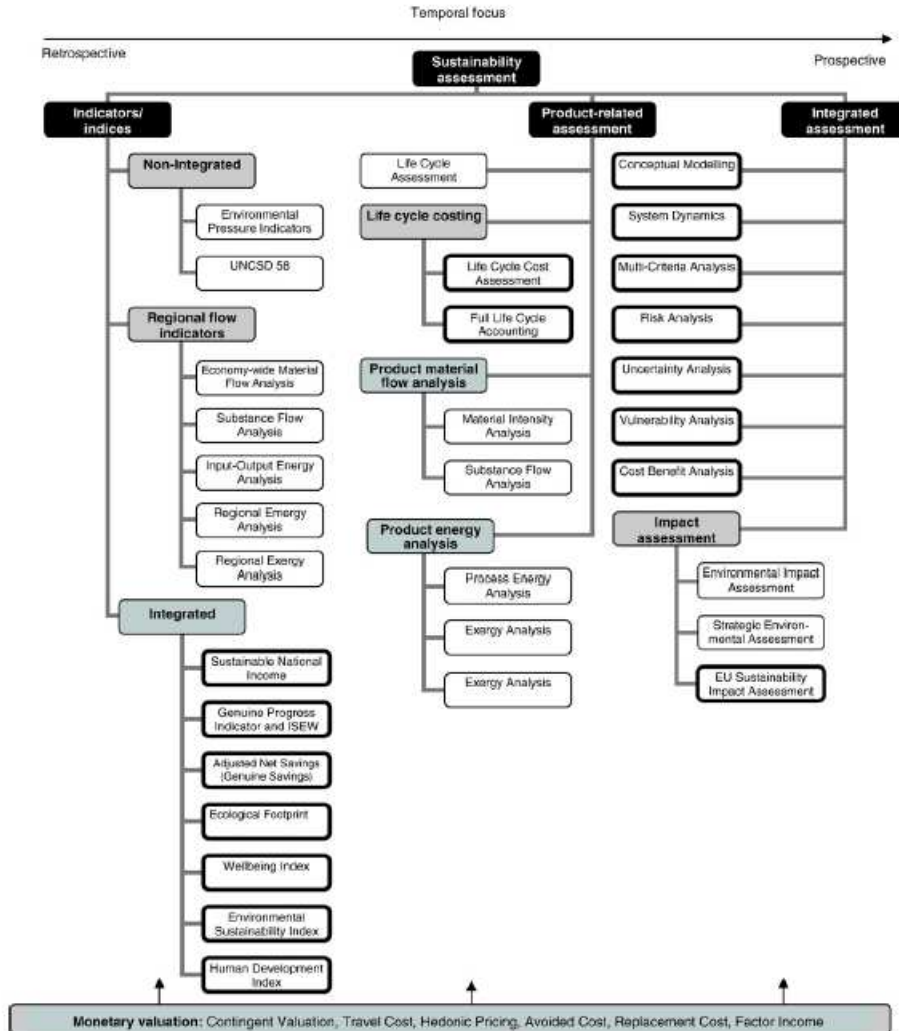 Temporal focus
Retrospective
Prospective
Sustainability
assessment
Indicators/
indices
Product-related
assessment
Integrated
assessment
Non-Integrated
Environmental
Pressure Indicators
UNCSD 58
Regional flow
indicators
Economy-wide Material
Flow Analysis
Substance Flow
Analysis
Input-Output Energy
Analysis
Regional Emergy
Analysis
Regional Exergy
Analysis
Integrated
Sustainable National
Income
Genuine Progress
Indicator and ISEW
Adjusted Net Savings
(Genuine Savings)
Ecological Footprint
Wellbeing Index
Environmental
Sustainability Index
Human Development
Index
Life Cycle
Assessment
Life cycle costing
Life Cycle Cost
Assessment
Full Life Cycle
Accounting
Product material
flow analysis
Material Intensity
Analysis
Substance Flow
Analysis
Product energy
analysis
Process Energy
Analysis
Exergy Analysis
Exergy Analysis
Conceptual Modelling
System Dynamics
Multi-Criteria Analysis
Risk Analysis
Uncertainty Analysis
Vulnerability Analysis
Cost Benefit Analysis
Impact
assessment
Environmental Impact
Assessment
Strategic Environ-
mental Assessment
EU Sustainability
Impact Assessment
Monetary valuation: Contingent Valuation, Travel Cost, Hedonic Pricing, Avoided Cost, Replacement Cost, Factor Income